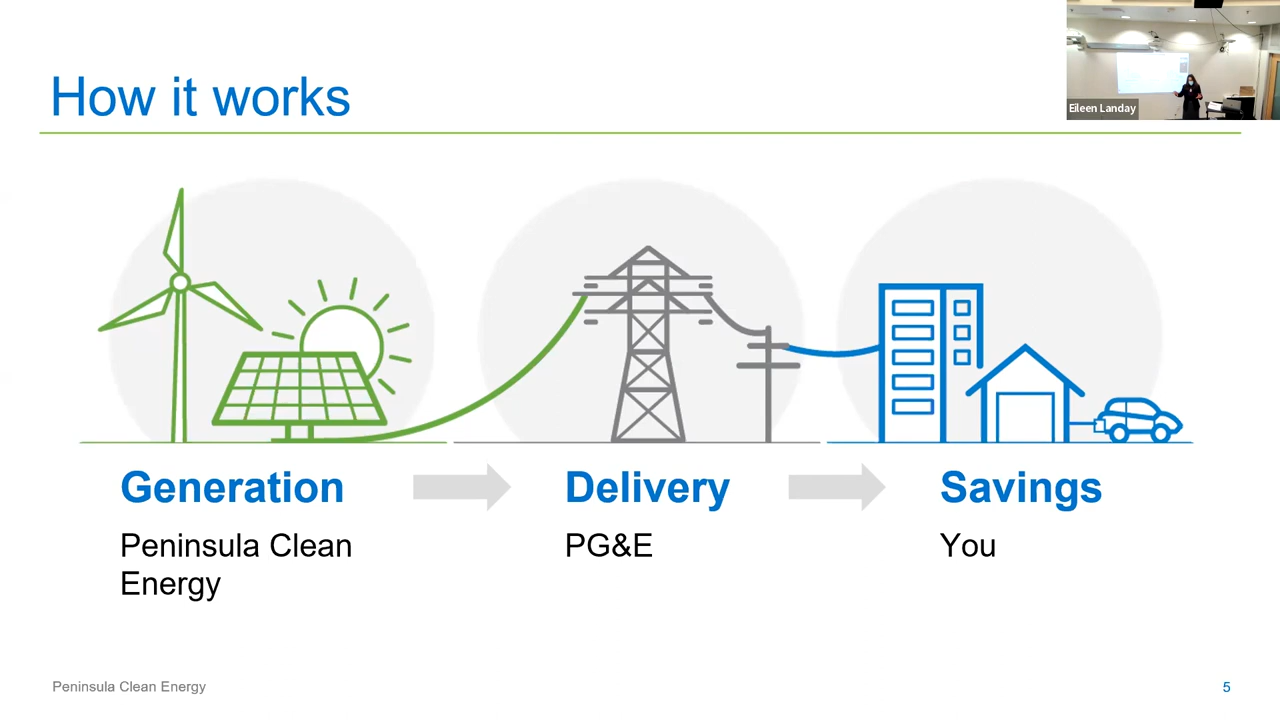 How it works
Eileen Landay
Generation
Delivery
Savings
Peninsula Clean
Energy
PG&E
You
Peninsula Clean Energy
5